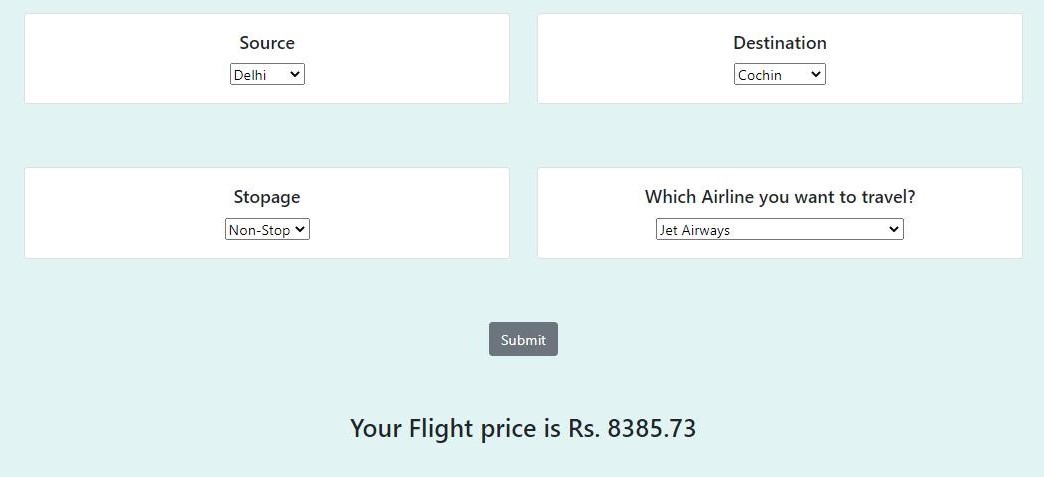 Source
Delhi
Destination
Cochin
Stopage
Non-Stop
Which Airline you want to travel?
Jet Airways
Submit
Your Flight price is Rs. 8385.73